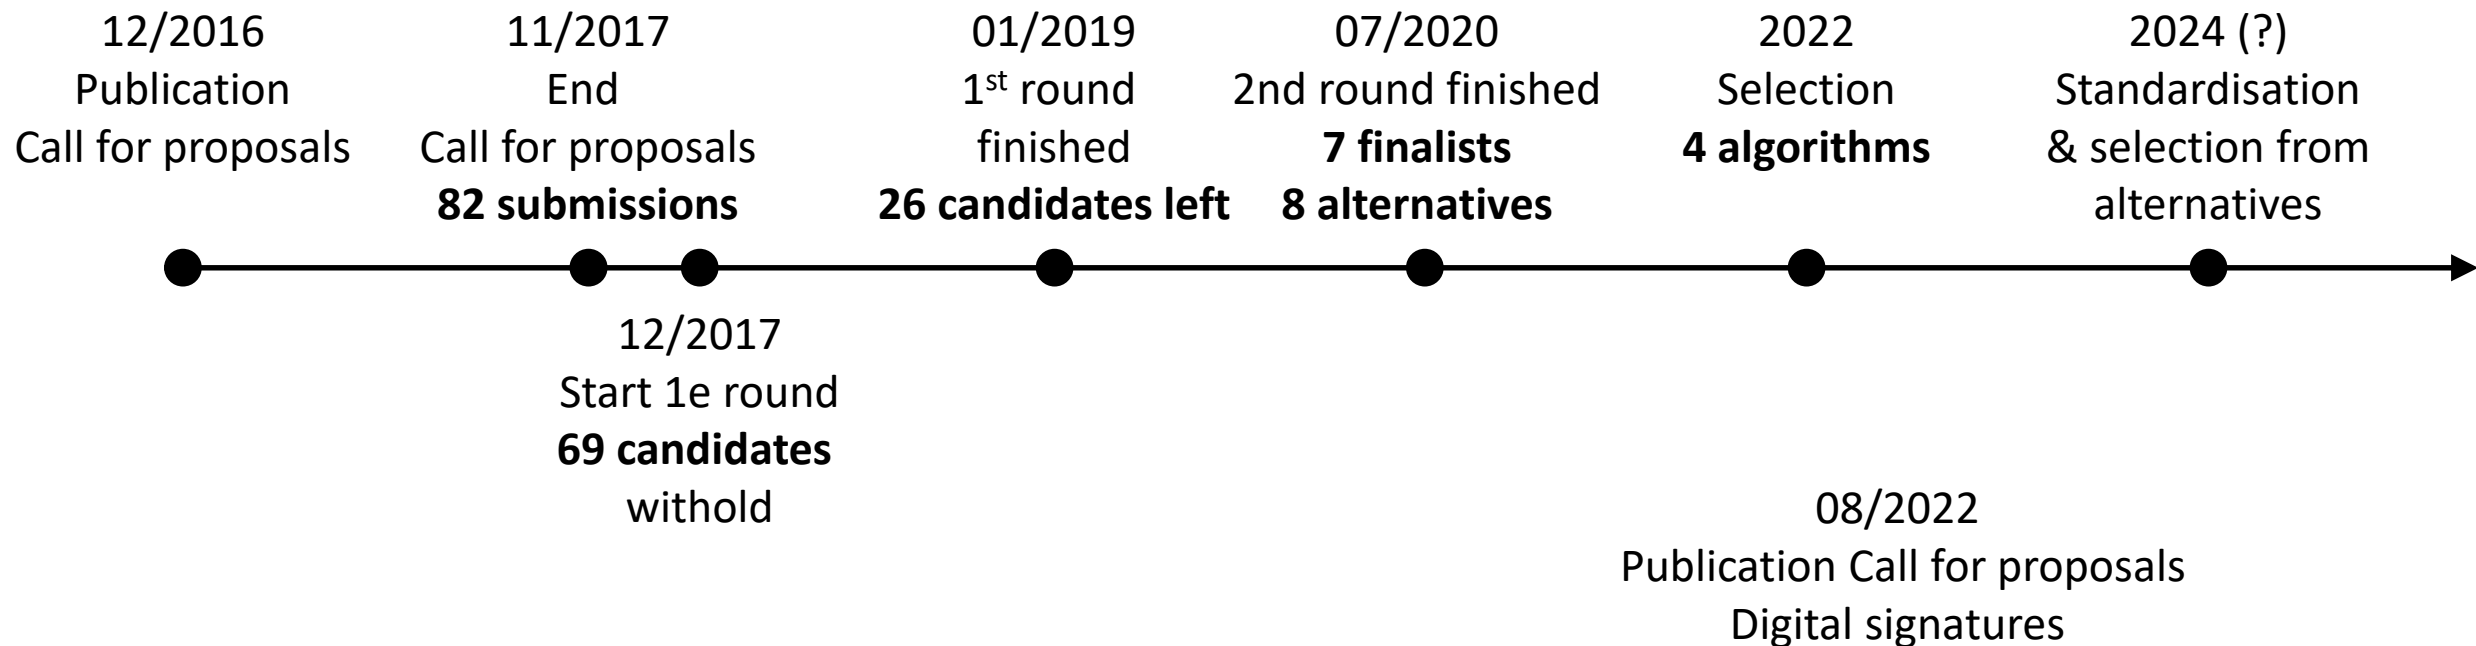 12/2016
Publication
Call for proposals
11/2017
End
Call for proposals
82 submissions
01/2019
1st round
finished
26 candidates left
07/2020
2nd round finished
7 finalists
8 alternatives
2022
Selection
4 algorithms
2024 (?)
Standardisation
& selection from
alternatives
12/2017
Start 1e round
69 candidates
withold
08/2022
Publication Call for proposals
Digital signatures